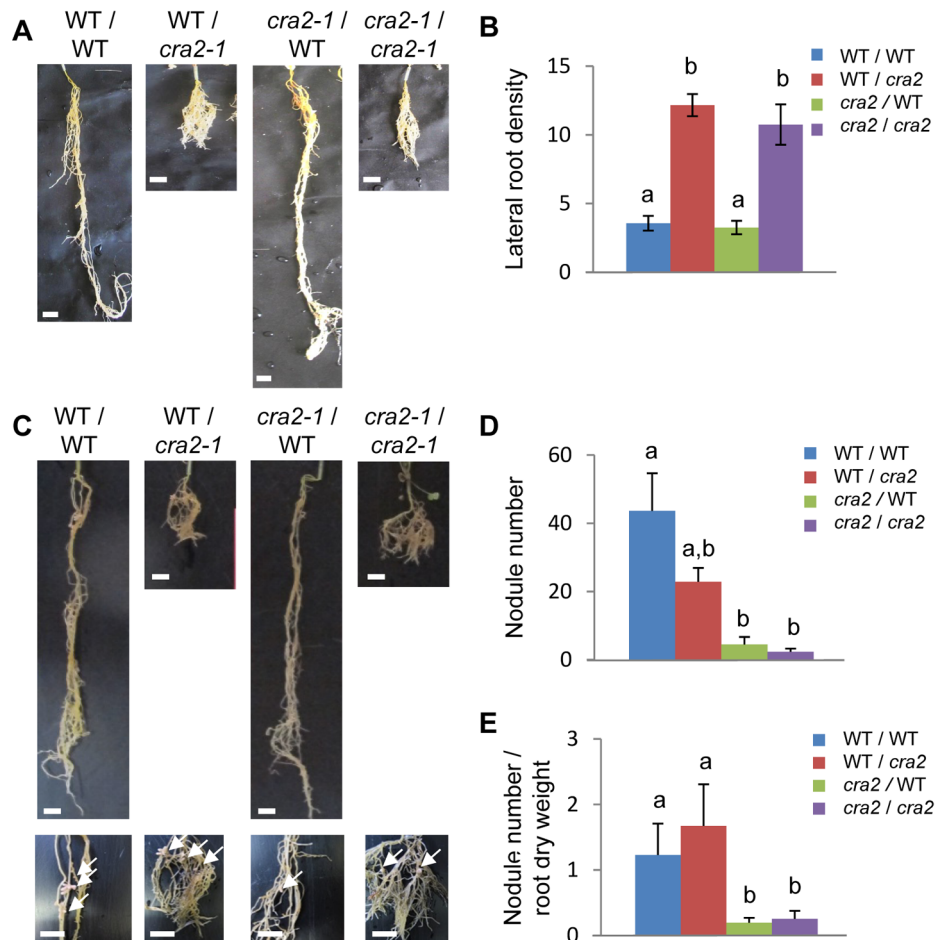 A
WT / WT
WT / cra2-1
cra2-1 / WT
cra2-1 / cra2-1
B
Lateral root density
15
10
5
0
a
b
a
b
WT / WT
WT / cra2
cra2 / WT
cra2 / cra2
C
WT / WT
WT / cra2-1
cra2-1 / WT
cra2-1 / cra2-1
D
Nodule number
60
40
20
0
a
a,b
b
b
WT / WT
WT / cra2
cra2 / WT
cra2 / cra2
E
Nodule number /
root dry weight
3
2
1
0
a
a
b
b
WT / WT
WT / cra2
cra2 / WT
cra2 / cra2